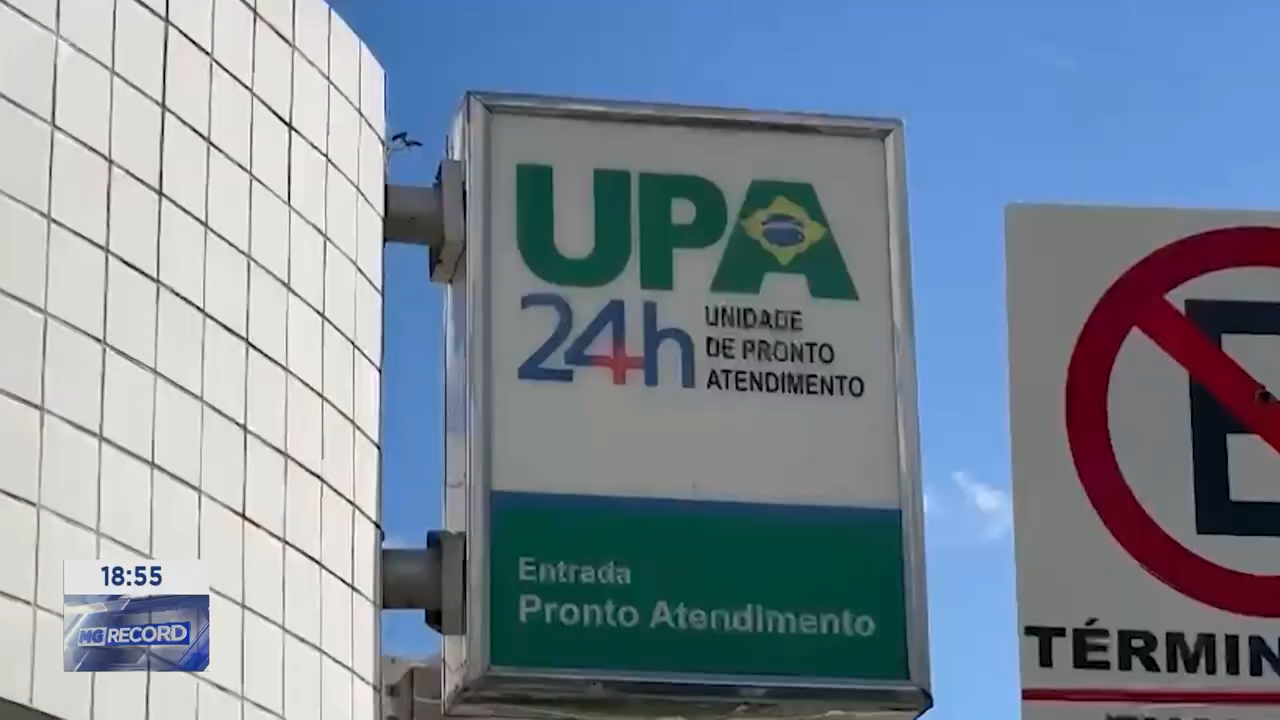 UPA
24h
UNIDADE
DE PRONTO
ATENDIMENTO
Entrada
Pronto Atendimento
TÉRMIN
18:55
MG RECORD